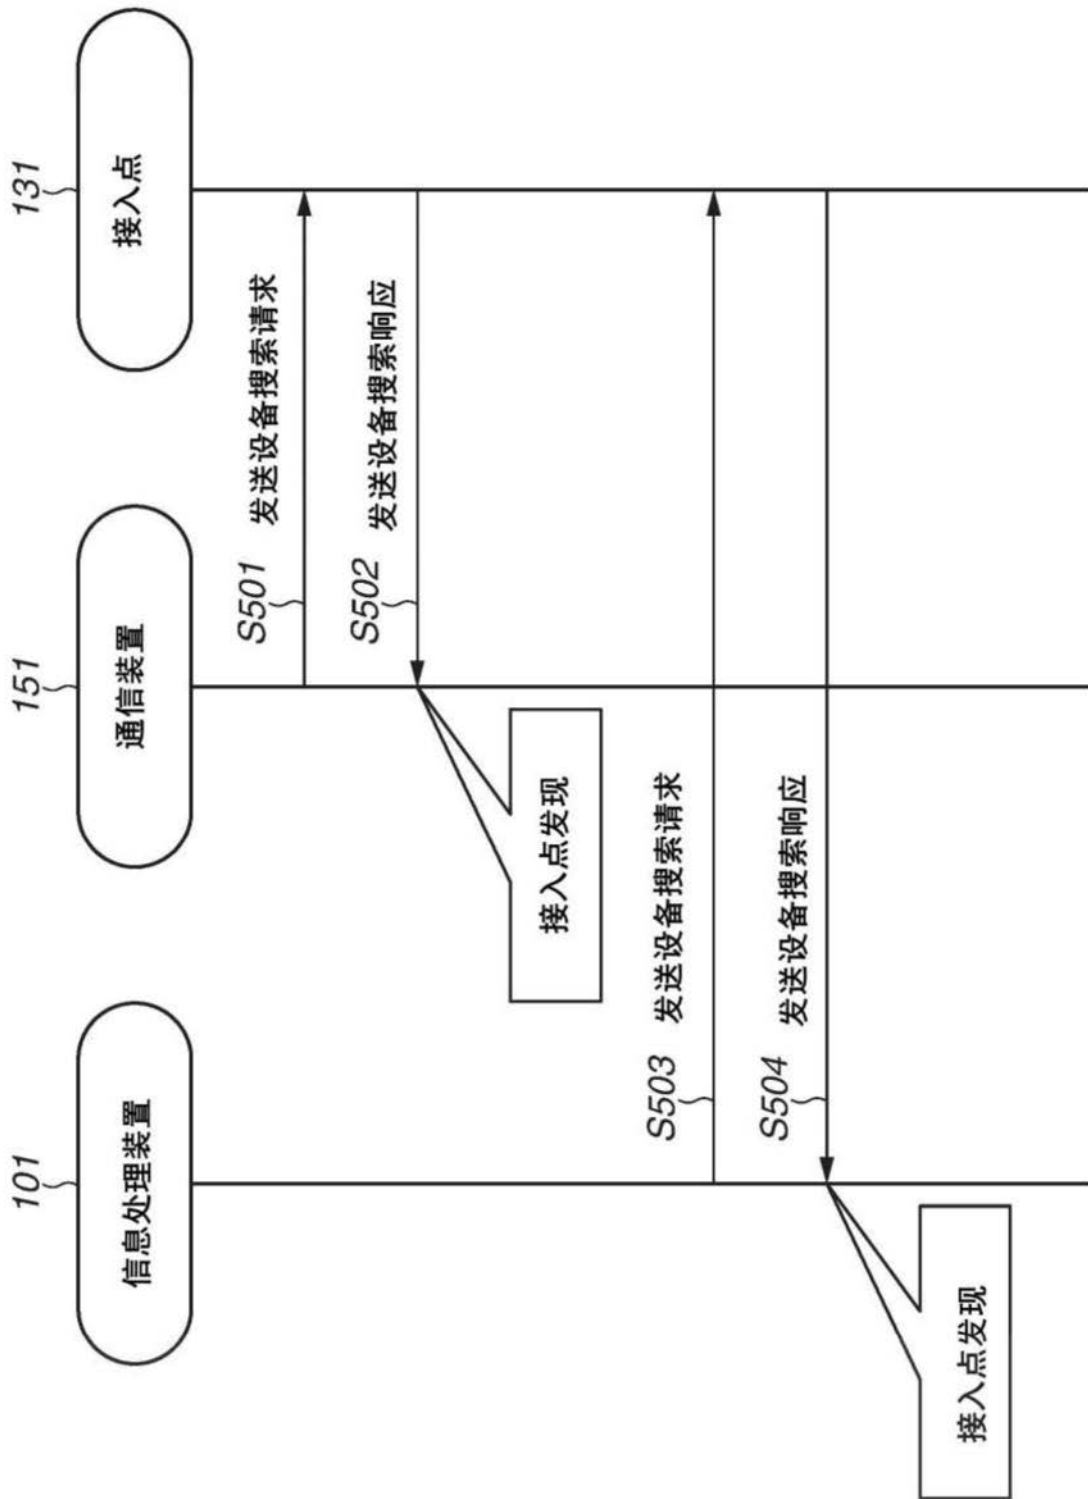 101
信息处理装置
151
通信装置
131
接入点
S501
发送设备搜索请求
S502
发送设备搜索响应
接入点发现
S503
发送设备搜索请求
S504
发送设备搜索响应
接入点发现